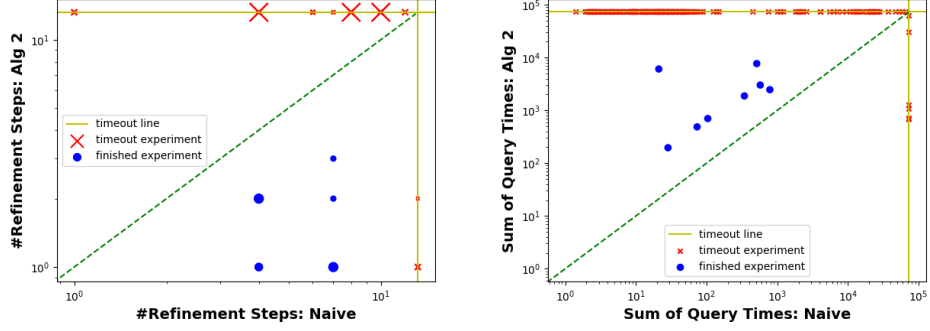 #Refinement Steps: Alg 2
10¹
10⁰
timeout line
timeout experiment
finished experiment
10⁰
10¹
#Refinement Steps: Naive
Sum of Query Times: Alg 2
10⁵
10⁴
10³
10²
10¹
10⁰
timeout line
timeout experiment
finished experiment
10⁰
10¹
10²
10³
10⁴
10⁵
Sum of Query Times: Naive